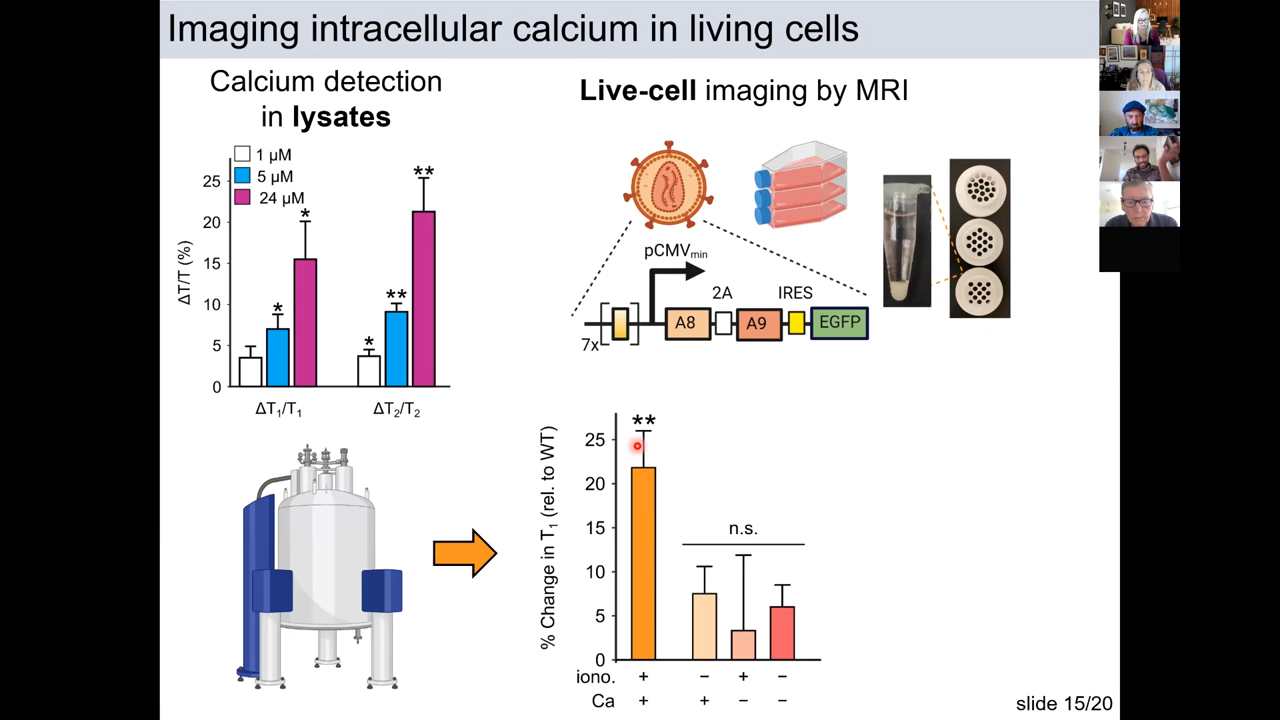 Imaging intracellular calcium in living cells
Calcium detection
in lysates
1 µM
5 µM
24 µM
ΔT/T (%)
25
20
15
10
5
0
*
*
*
**
**
ΔT₁/T₁
ΔT₂/T₂
Live-cell imaging by MRI
pCMVmin
7x
A8
2A
A9
IRES
EGFP
% Change in T₁ (rel. to WT)
25
20
15
10
5
0
**
n.s.
iono. + − + −
Ca + + − −
slide 15/20